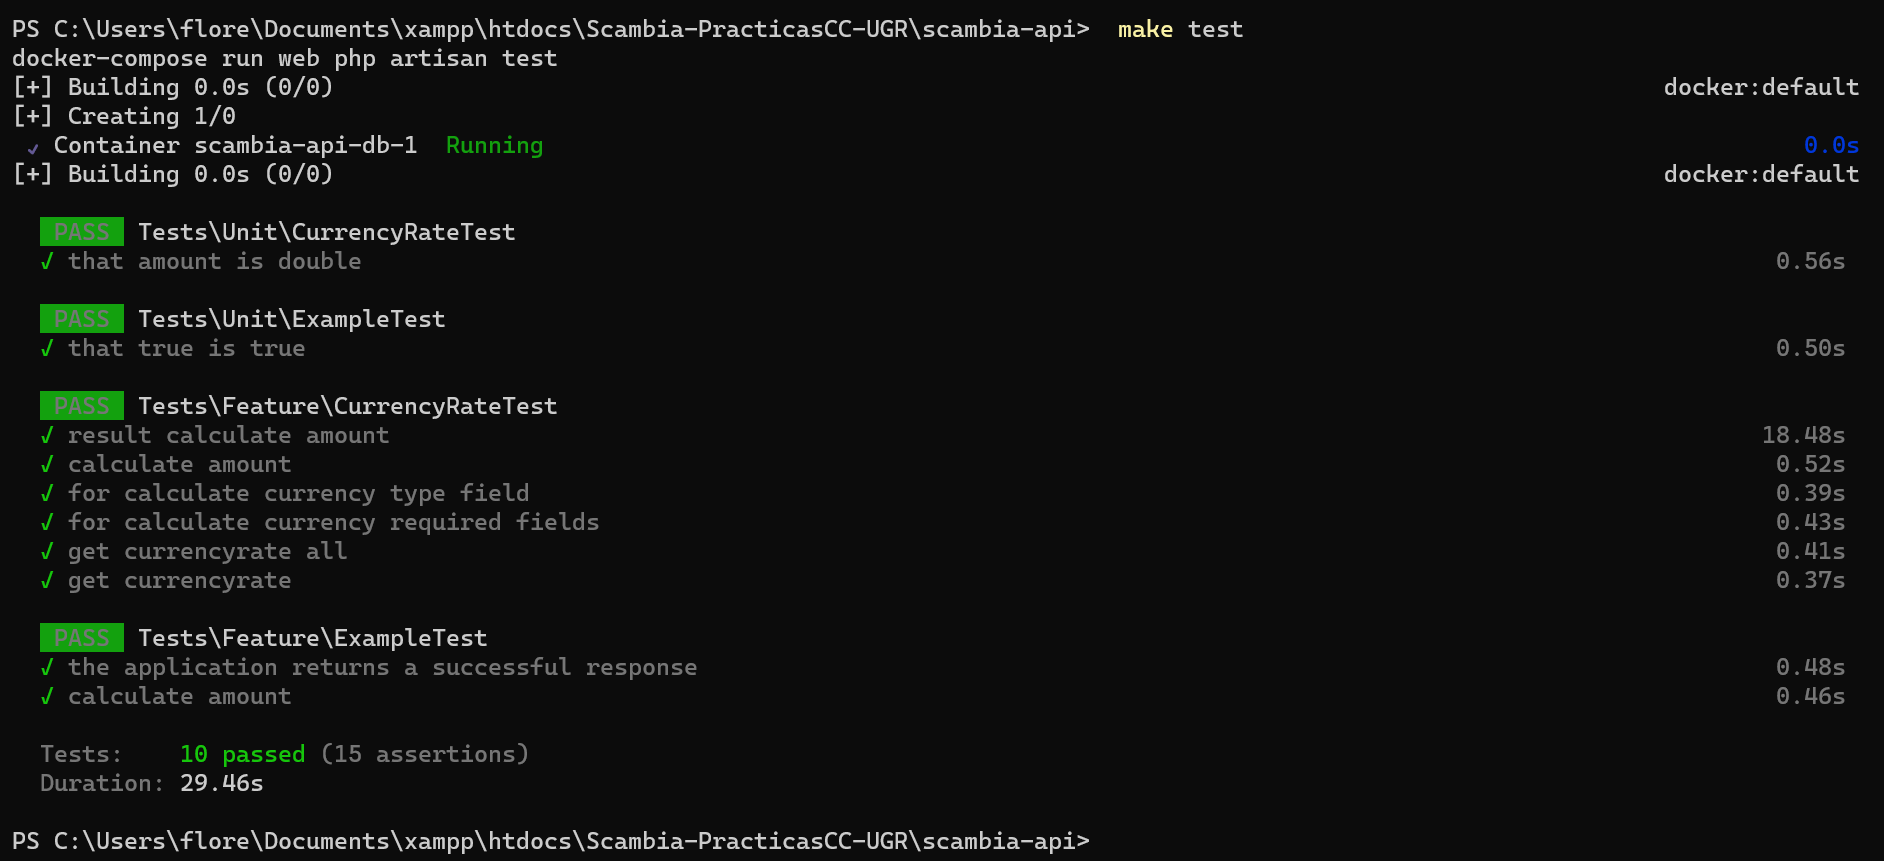 PS C:\Users\flore\Documents\xampp\htdocs\Scambia-PracticasCC-UGR\scambia-api>  make test
docker-compose run web php artisan test
[+] Building 0.0s (0/0) docker:default
[+] Creating 1/0
✓ Container scambia-api-db-1  Running 0.0s
[+] Building 0.0s (0/0) docker:default
PASS Tests\Unit\CurrencyRateTest
✓ that amount is double 0.56s
PASS Tests\Unit\ExampleTest
✓ that true is true 0.50s
PASS Tests\Feature\CurrencyRateTest
✓ result calculate amount 18.48s
✓ calculate amount 0.52s
✓ for calculate currency type field 0.39s
✓ for calculate currency required fields 0.43s
✓ get currencyrate all 0.41s
✓ get currencyrate 0.37s
PASS Tests\Feature\ExampleTest
✓ the application returns a successful response 0.48s
✓ calculate amount 0.46s
Tests:    10 passed (15 assertions)
Duration: 29.46s
PS C:\Users\flore\Documents\xampp\htdocs\Scambia-PracticasCC-UGR\scambia-api>